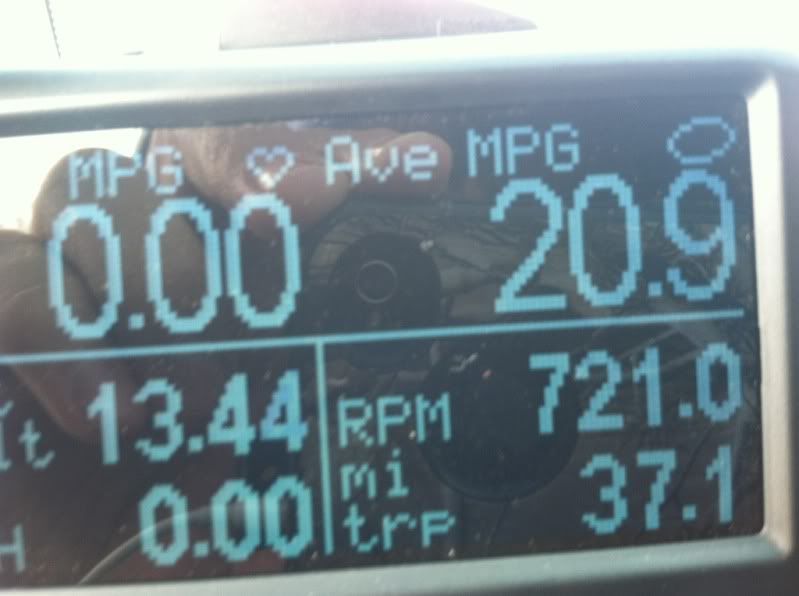 MPG ♡ Ave MPG
0.00 20.9
13.44 RPM 721.0
0.00 mi trp 37.1